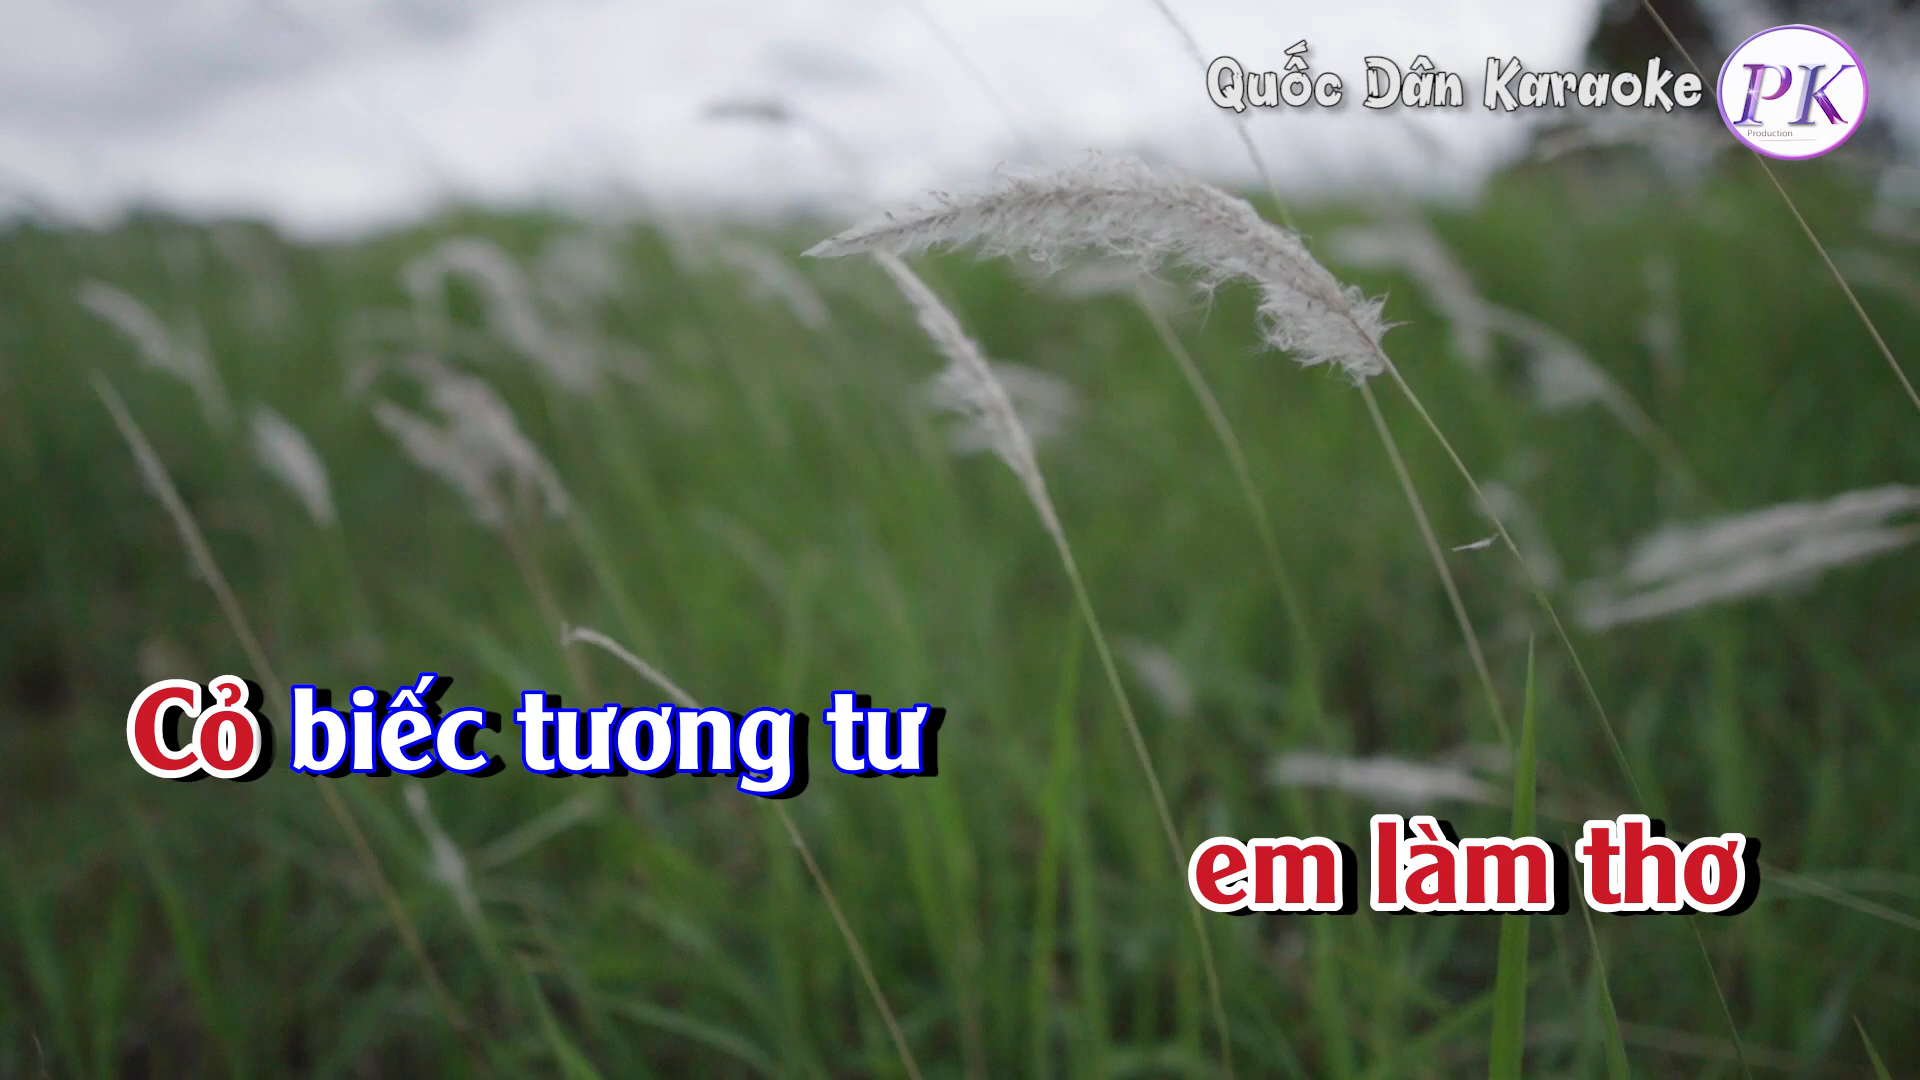 Quốc Dân Karaoke
PK
Production
Cỏ biếc tương tư
em làm thơ